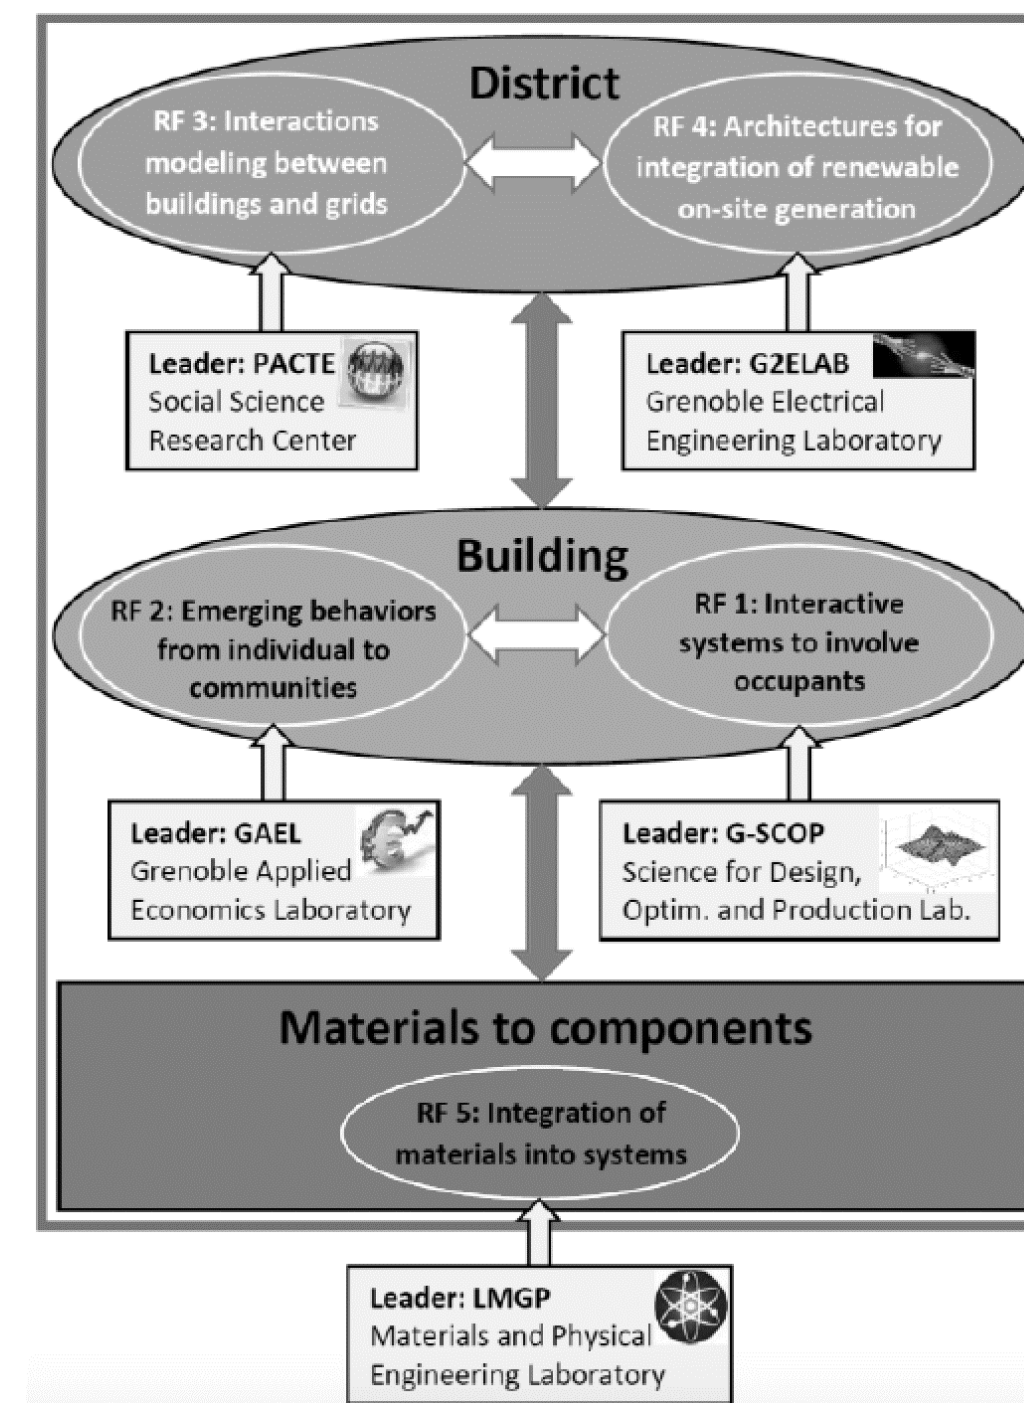 District
RF 3: Interactions
modeling between
buildings and grids
RF 4: Architectures for
integration of renewable
on-site generation
Leader: PACTE
Social Science
Research Center
Leader: G2ELAB
Grenoble Electrical
Engineering Laboratory
Building
RF 2: Emerging behaviors
from individual to
communities
RF 1: Interactive
systems to involve
occupants
Leader: GAEL
Grenoble Applied
Economics Laboratory
Leader: G-SCOP
Science for Design,
Optim. and Production Lab.
Materials to components
RF 5: Integration of
materials into systems
Leader: LMGP
Materials and Physical
Engineering Laboratory